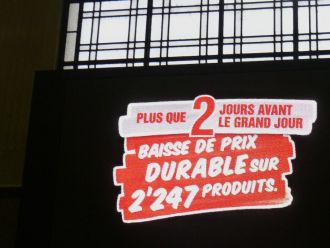 PLUS QUE 2 JOURS AVANT
LE GRAND JOUR
BAISSE DE PRIX
DURABLE SUR
2'247 PRODUITS.